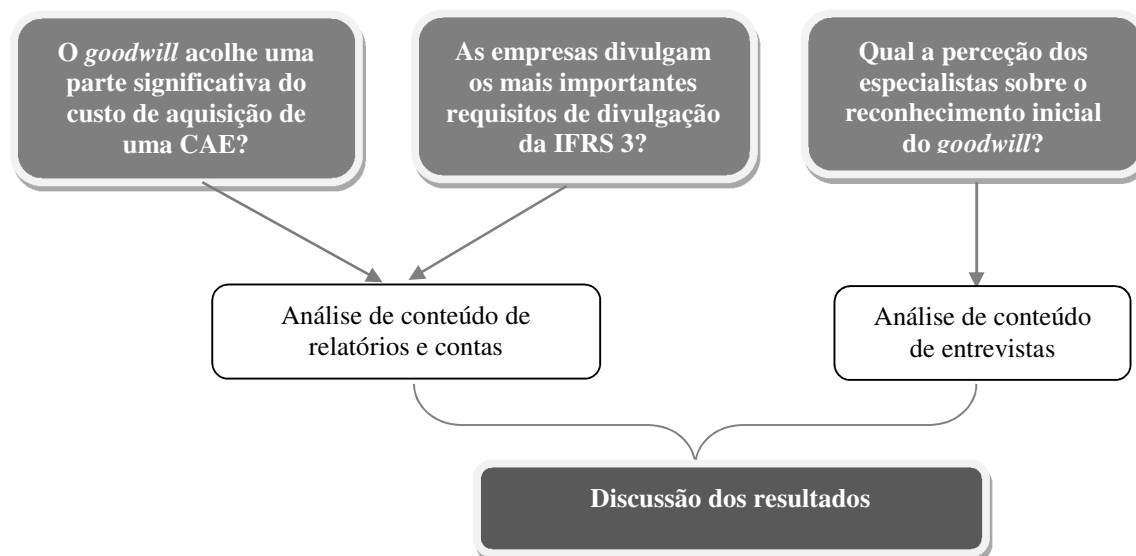 O goodwill acolhe uma
parte significativa do
custo de aquisição de
uma CAE?
As empresas divulgam
os mais importantes
requisitos de divulgação
da IFRS 3?
Qual a perceção dos
especialistas sobre o
reconhecimento inicial
do goodwill?
Análise de conteúdo de
relatórios e contas
Análise de conteúdo
de entrevistas
Discussão dos resultados